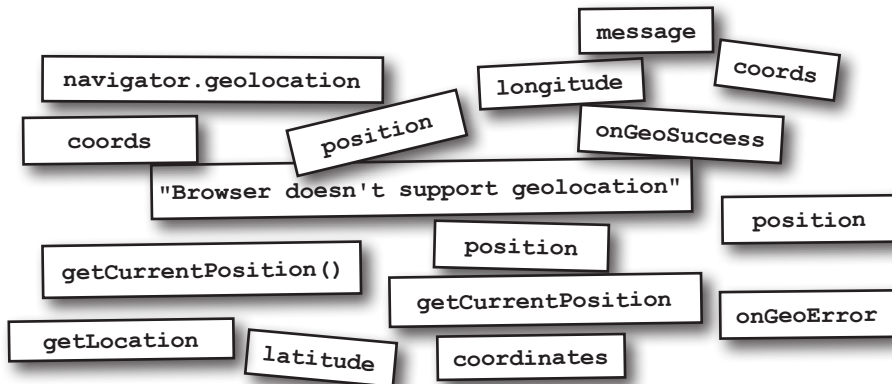 message
coords
navigator.geolocation
longitude
coords
position
onGeoSuccess
"Browser doesn't support geolocation"
position
position
getCurrentPosition()
getCurrentPosition
onGeoError
getLocation
latitude
coordinates